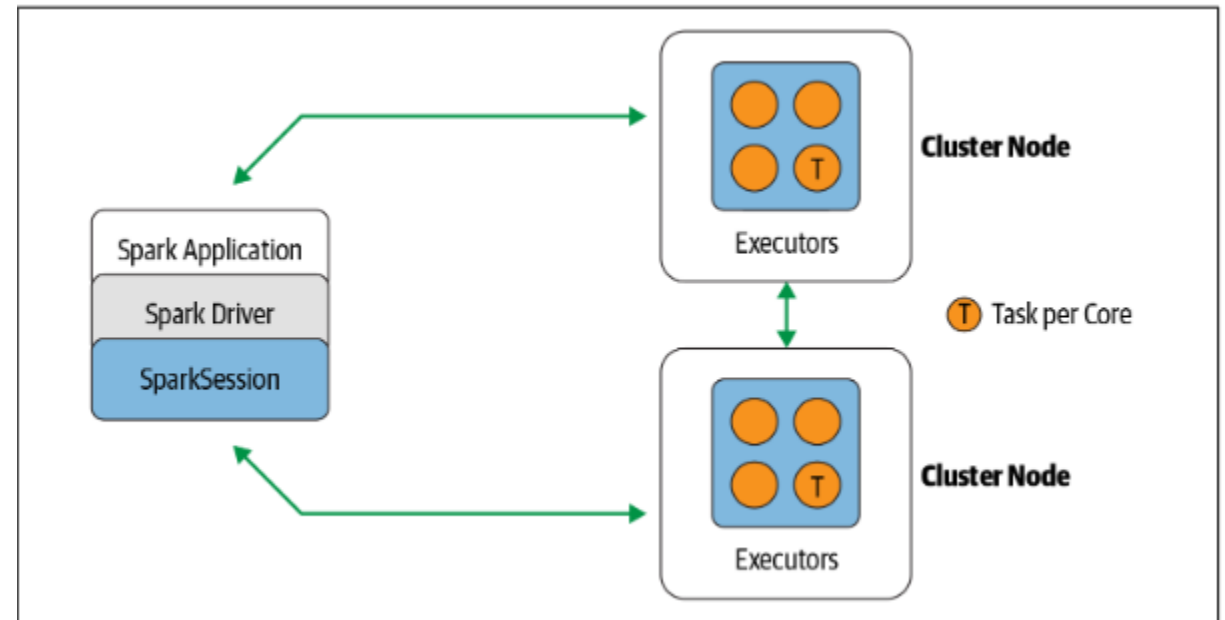 Spark Application
Spark Driver
SparkSession
T
Executors
Cluster Node
T Task per Core
T
Executors
Cluster Node